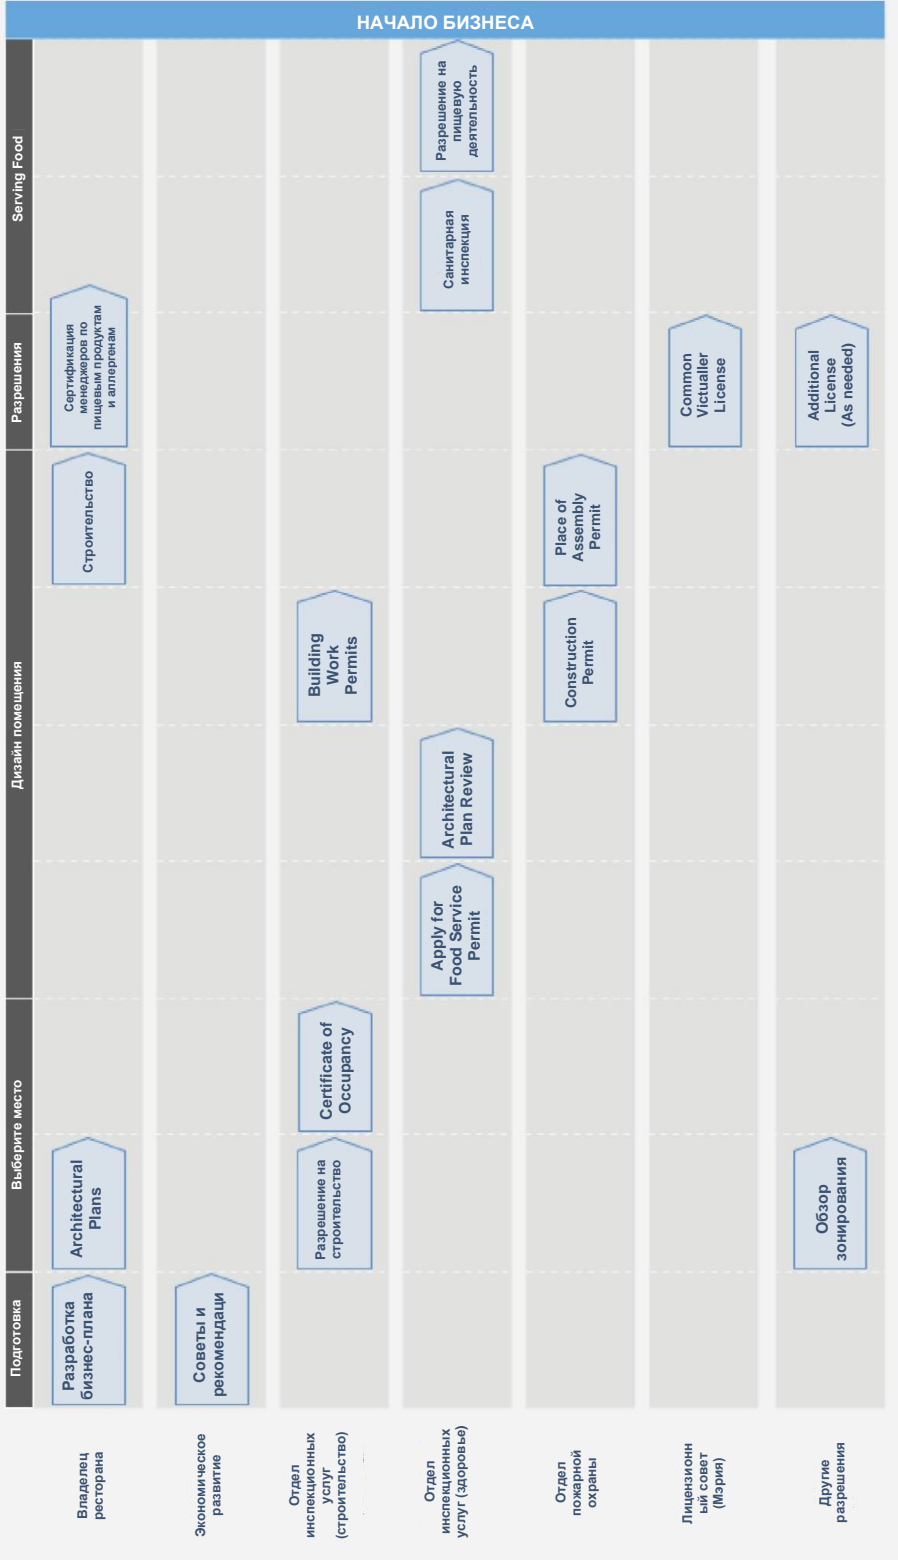 НАЧАЛО БИЗНЕСА
Подготовка
Выберите место
Дизайн помещения
Разрешения
Serving Food
Владелец
ресторана
Разработка
бизнес-плана
Architectural
Plans
Строительство
Сертификация
менеджеров по
пищевым продуктам
и аллергенам
Экономическое
развитие
Советы и
рекомендаци
Отдел
инспекционных
услуг
(строительство)
Разрешение на
строительство
Certificate of
Occupancy
Building
Work
Permits
Отдел
инспекционных
услуг (здоровье)
Apply for
Food Service
Permit
Architectural
Plan Review
Санитарная
инспекция
Разрешение на
пищевую
деятельность
Отдел
пожарной
охраны
Construction
Permit
Place of
Assembly
Permit
Лицензионн
ый совет
(Мэрия)
Common
Victualler
License
Другие
разрешения
Обзор
зонирования
Additional
License
(As needed)